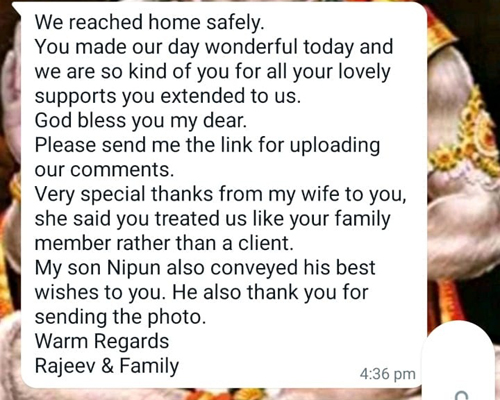 We reached home safely.
You made our day wonderful today and
we are so kind of you for all your lovely
supports you extended to us.
God bless you my dear.
Please send me the link for uploading
our comments.
Very special thanks from my wife to you,
she said you treated us like your family
member rather than a client.
My son Nipun also conveyed his best
wishes to you. He also thank you for
sending the photo.
Warm Regards
Rajeev & Family
4:36 pm